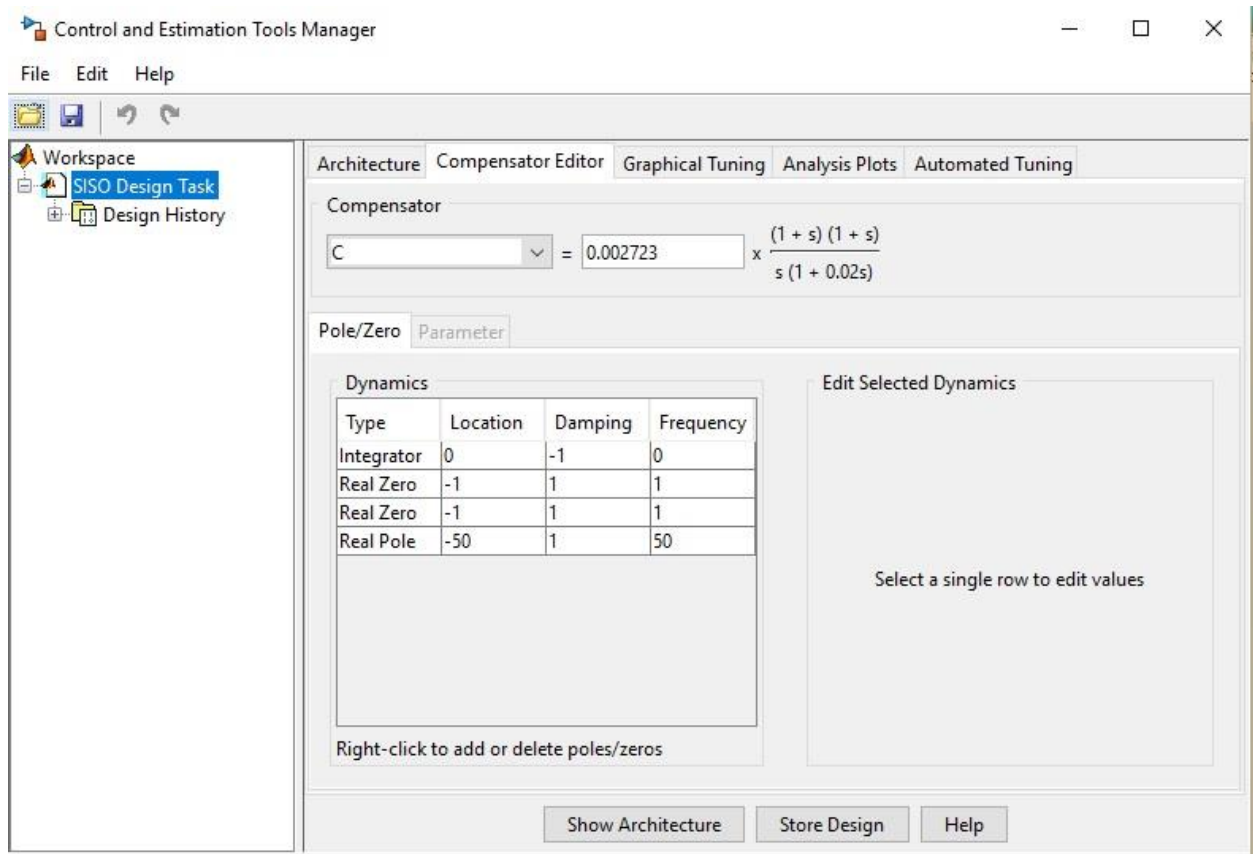 Control and Estimation Tools Manager
File Edit Help
Workspace
SISO Design Task
Design History
Architecture Compensator Editor Graphical Tuning Analysis Plots Automated Tuning
Compensator
C = 0.002723 x (1 + s) (1 + s)
s (1 + 0.02s)
Pole/Zero Parameter
Dynamics
Type Location Damping Frequency
Integrator 0 -1 0
Real Zero -1 1 1
Real Zero -1 1 1
Real Pole -50 1 50
Right-click to add or delete poles/zeros
Edit Selected Dynamics
Select a single row to edit values
Show Architecture Store Design Help